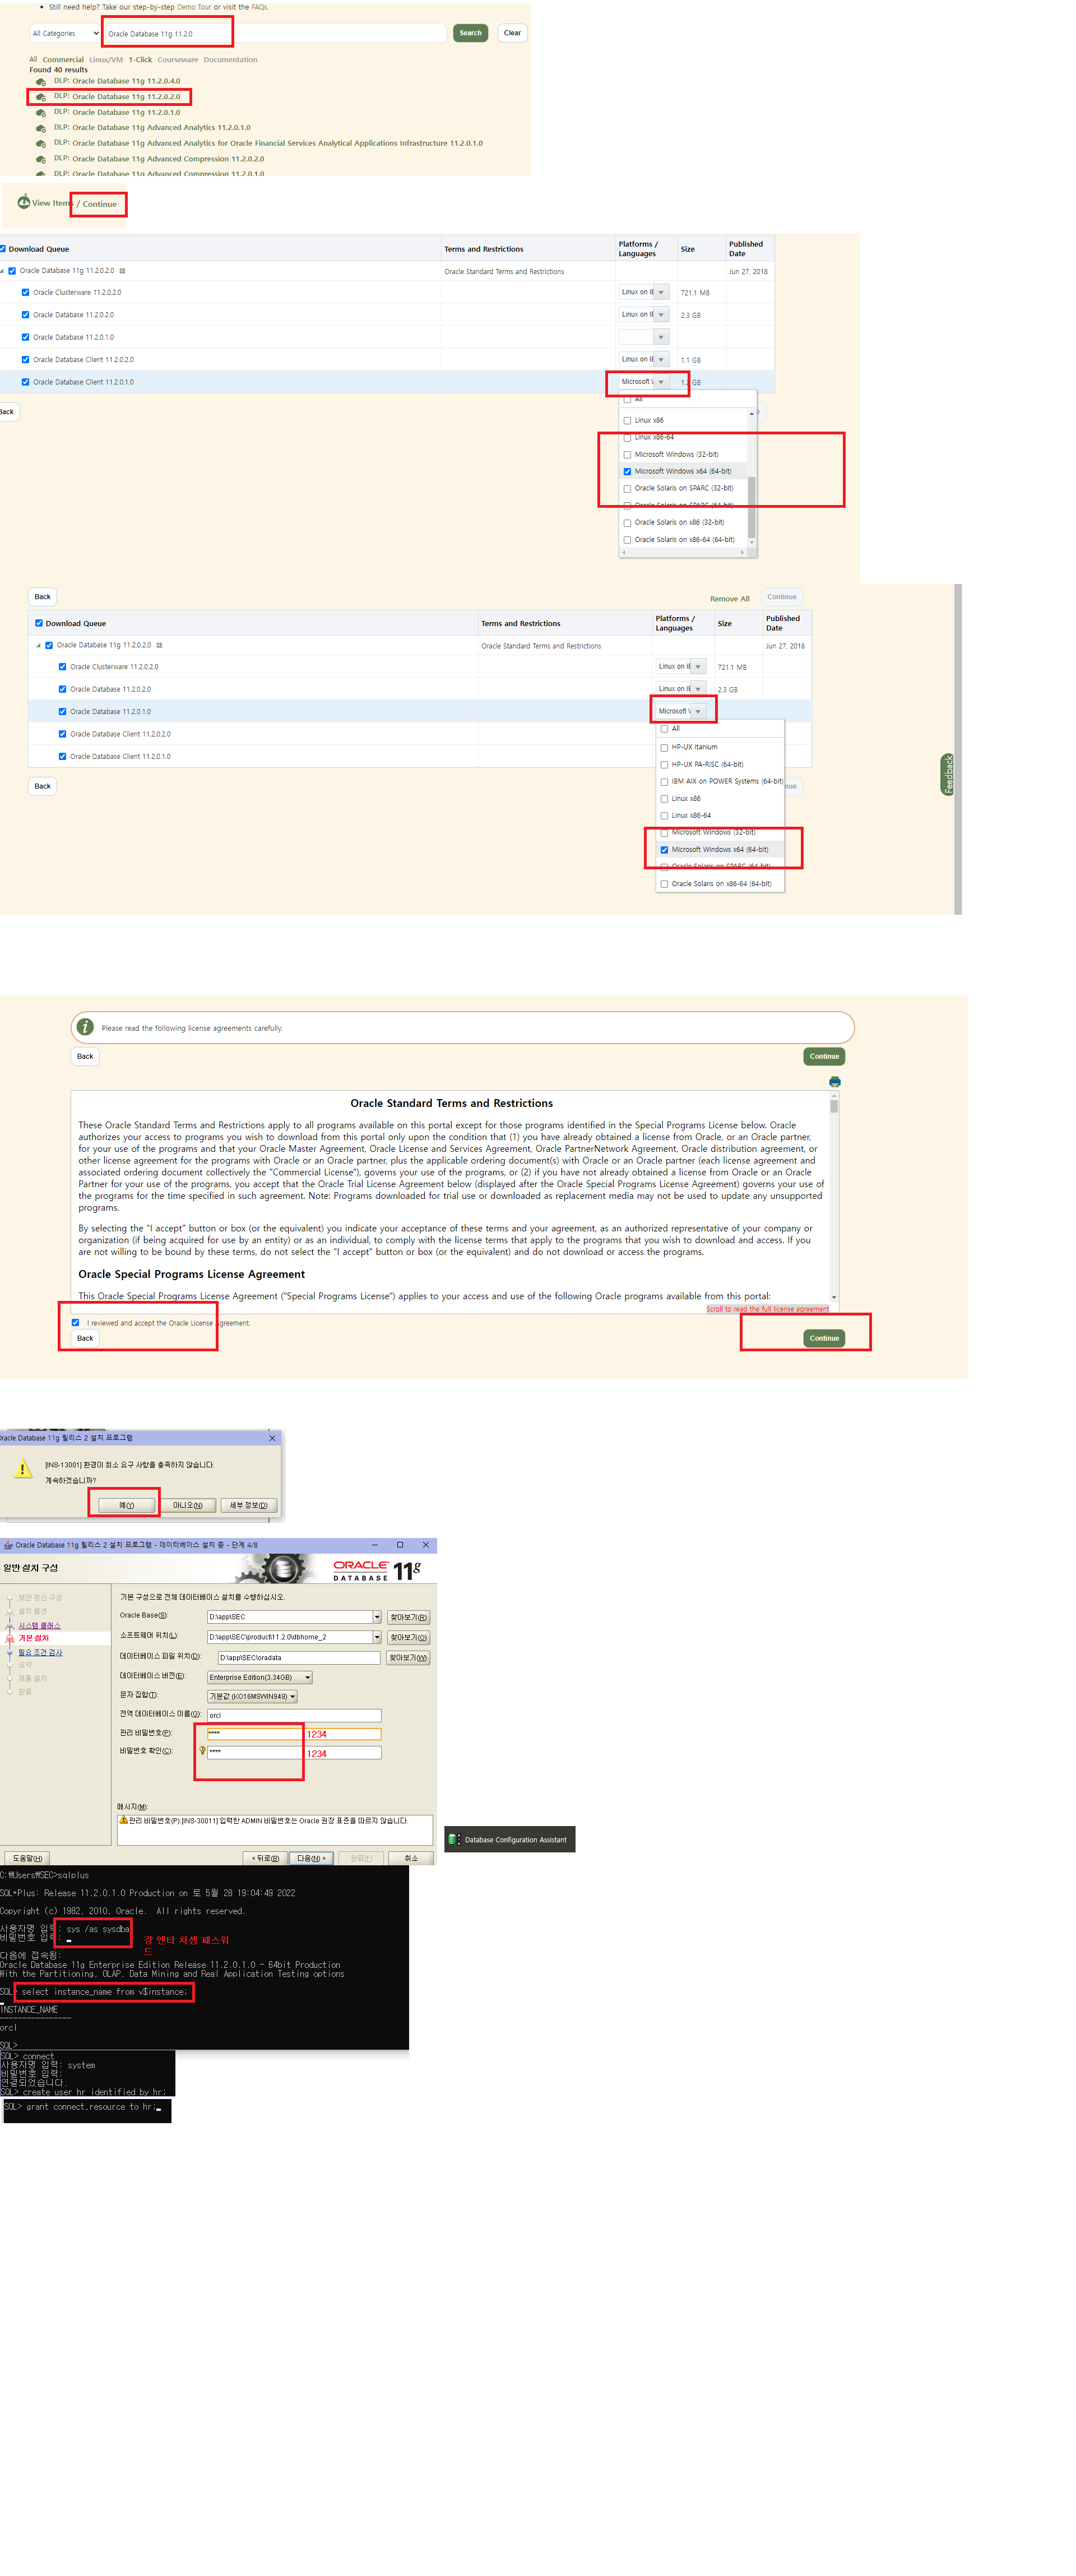 Still need help? Take our step-by-step Demo Tour or visit the FAQs.
All Categories
Oracle Database 11g 11.2.0
Search
Clear
All Commercial Linux/VM 1-Click Courseware Documentation
Found 40 results
DLP: Oracle Database 11g 11.2.0.4.0
DLP: Oracle Database 11g 11.2.0.2.0
DLP: Oracle Database 11g 11.2.0.1.0
DLP: Oracle Database 11g Advanced Analytics 11.2.0.1.0
DLP: Oracle Database 11g Advanced Analytics for Oracle Financial Services Analytical Applications Infrastructure 11.2.0.1.0
DLP: Oracle Database 11g Advanced Compression 11.2.0.2.0
DLP: Oracle Database 11g Advanced Compression 11.2.0.1.0
View Items / Continue
Download Queue Terms and Restrictions Platforms / Languages Size Published Date
Oracle Database 11g 11.2.0.2.0 Oracle Standard Terms and Restrictions Jun 27, 2018
Oracle Clusterware 11.2.0.2.0 Linux on IE 721.1 MB
Oracle Database 11.2.0.2.0 Linux on IE 2.3 GB
Oracle Database 11.2.0.1.0
Oracle Database Client 11.2.0.2.0 Linux on IE 1.1 GB
Oracle Database Client 11.2.0.1.0 Microsoft GB
Back
All
Linux x86
Linux x86-64
Microsoft Windows (32-bit)
Microsoft Windows x64 (64-bit)
Oracle Solaris on SPARC (32-bit)
Oracle Solaris on SPARC (64-bit)
Oracle Solaris on x86 (32-bit)
Oracle Solaris on x86-64 (64-bit)
Back
Remove All Continue
Download Queue Terms and Restrictions Platforms / Languages Size Published Date
Oracle Database 11g 11.2.0.2.0 Oracle Standard Terms and Restrictions Jun 27, 2018
Oracle Clusterware 11.2.0.2.0 Linux on IE 721.1 MB
Oracle Database 11.2.0.2.0 Linux on IE 2.3 GB
Oracle Database 11.2.0.1.0 Microsoft
Oracle Database Client 11.2.0.2.0
Oracle Database Client 11.2.0.1.0
Back
All
HP-UX Itanium
HP-UX PA-RISC (64-bit)
IBM AIX on POWER Systems (64-bit)
Linux x86
Linux x86-64
Microsoft Windows (32-bit)
Microsoft Windows x64 (64-bit)
Oracle Solaris on SPARC (64-bit)
Oracle Solaris on x86-64 (64-bit)
Feedback
Please read the following license agreements carefully.
Back
Continue
Oracle Standard Terms and Restrictions
These Oracle Standard Terms and Restrictions apply to all programs available on this portal except for those programs identified in the Special Programs License below. Oracle
authorizes your access to programs you wish to download from this portal only upon the condition that (1) you have already obtained a license from Oracle, or an Oracle partner,
for your use of the programs and that your Oracle Master Agreement, Oracle License and Services Agreement, Oracle PartnerNetwork Agreement, Oracle distribution agreement, or
other license agreement for the programs with Oracle or an Oracle partner, plus the applicable ordering document(s) with Oracle or an Oracle partner (each license agreement and
associated ordering document collectively the "Commercial License"), governs your use of the programs, or (2) if you have not already obtained a license from Oracle or an Oracle
Partner for your use of the programs, you accept that the Oracle Trial License Agreement below (displayed after the Oracle Special Programs License Agreement) governs your use of
the programs for the time specified in such agreement. Note: Programs downloaded for trial use or downloaded as replacement media may not be used to update any unsupported
programs.
By selecting the "I accept" button or box (or the equivalent) you indicate your acceptance of these terms and your agreement, as an authorized representative of your company or
organization (if being acquired for use by an entity) or as an individual, to comply with the license terms that apply to the programs that you wish to download and access. If you
are not willing to be bound by these terms, do not select the "I accept" button or box (or the equivalent) and do not download or access the programs.
Oracle Special Programs License Agreement
This Oracle Special Programs License Agreement ("Special Programs License") applies to your access and use of the following Oracle programs available from this portal:
Scroll to read the full license agreement
I reviewed and accept the Oracle License Agreement.
Back
Continue
Oracle Database 11g 릴리스 2 설치 프로그램
[INS-13001] 환경이 최소 요구 사항을 충족하지 않습니다.
계속하겠습니까?
예(Y) 아니오(N) 세부 정보(D)
Oracle Database 11g 릴리스 2 설치 프로그램 - 데이터베이스 설치 중 - 단계 4/8
일반 설치 구성
ORACLE DATABASE 11g
보안 갱신 구성
설치 옵션
시스템 클래스
기본 설치
필요 조건 검사
요약
제품 설치
완료
기본 구성으로 전체 데이터베이스 설치를 수행하십시오.
Oracle Base(S): D:\app\SEC 찾아보기(R)
소프트웨어 위치(L): D:\app\SEC\product\11.2.0\dbhome_2 찾아보기(O)
데이터베이스 파일 위치(D): D:\app\SEC\oradata 찾아보기(W)
데이터베이스 버전(E): Enterprise Edition(3.34GB)
문자 집합(T): 기본값 (KO16MSWIN949)
전역 데이터베이스 이름(G): orcl
관리 비밀번호(P): **** 1234
비밀번호 확인(C): **** 1234
메시지(M):
관리 비밀번호(P):[INS-30011] 입력한 ADMIN 비밀번호는 Oracle 권장 표준을 따르지 않습니다.
도움말(H) < 뒤로(B) 다음(N) > 완료(F) 취소
Database Configuration Assistant
C:₩Users₩SEC>sqlplus
SQL*Plus: Release 11.2.0.1.0 Production on 토 5월 28 19:04:49 2022
Copyright (c) 1982, 2010, Oracle. All rights reserved.
사용자명 입력: sys /as sysdba
비밀번호 입력:
걍 엔터 치셈 패스워
드
다음에 접속됨:
Oracle Database 11g Enterprise Edition Release 11.2.0.1.0 - 64bit Production
With the Partitioning, OLAP, Data Mining and Real Application Testing options
SQL> select instance_name from v$instance;
INSTANCE_NAME
----------------
orcl
SQL>
SQL> connect
사용자명 입력: system
비밀번호 입력:
연결되었습니다.
SQL> create user hr identified by hr;
SQL> grant connect,resource to hr;